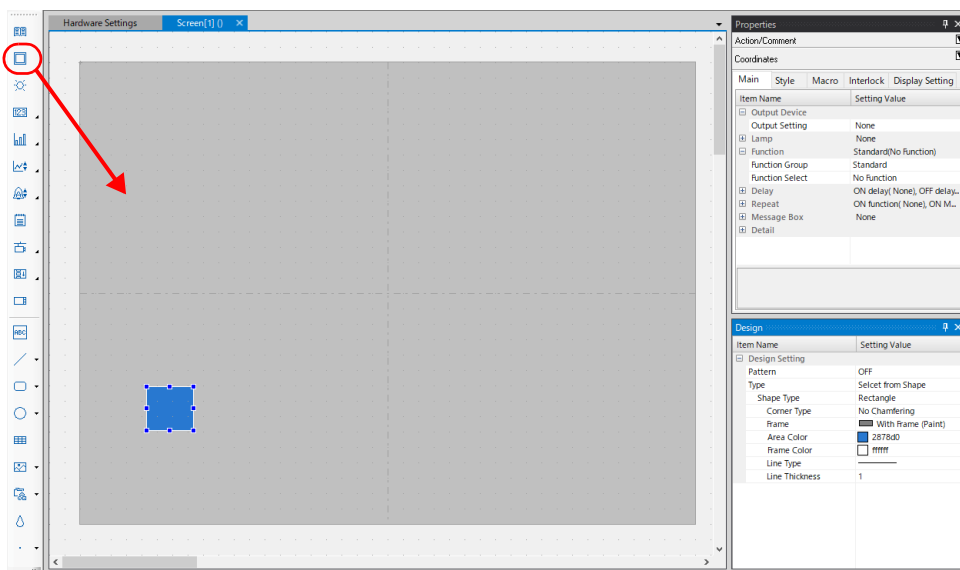 Hardware Settings
Screen[1] ()
Properties
Action/Comment
Coordinates
Main Style Macro Interlock Display Setting
Item Name Setting Value
Output Device
Output Setting None
Lamp None
Function Standard(No Function)
Function Group Standard
Function Select No Function
Delay ON delay( None), OFF delay...
Repeat ON function( None), ON M...
Message Box None
Detail
ABC
Design
Item Name Setting Value
Design Setting
Pattern OFF
Type Selcet from Shape
Shape Type Rectangle
Corner Type No Chamfering
Frame With Frame (Paint)
Area Color 2878d0
Frame Color ffffff
Line Type
Line Thickness 1